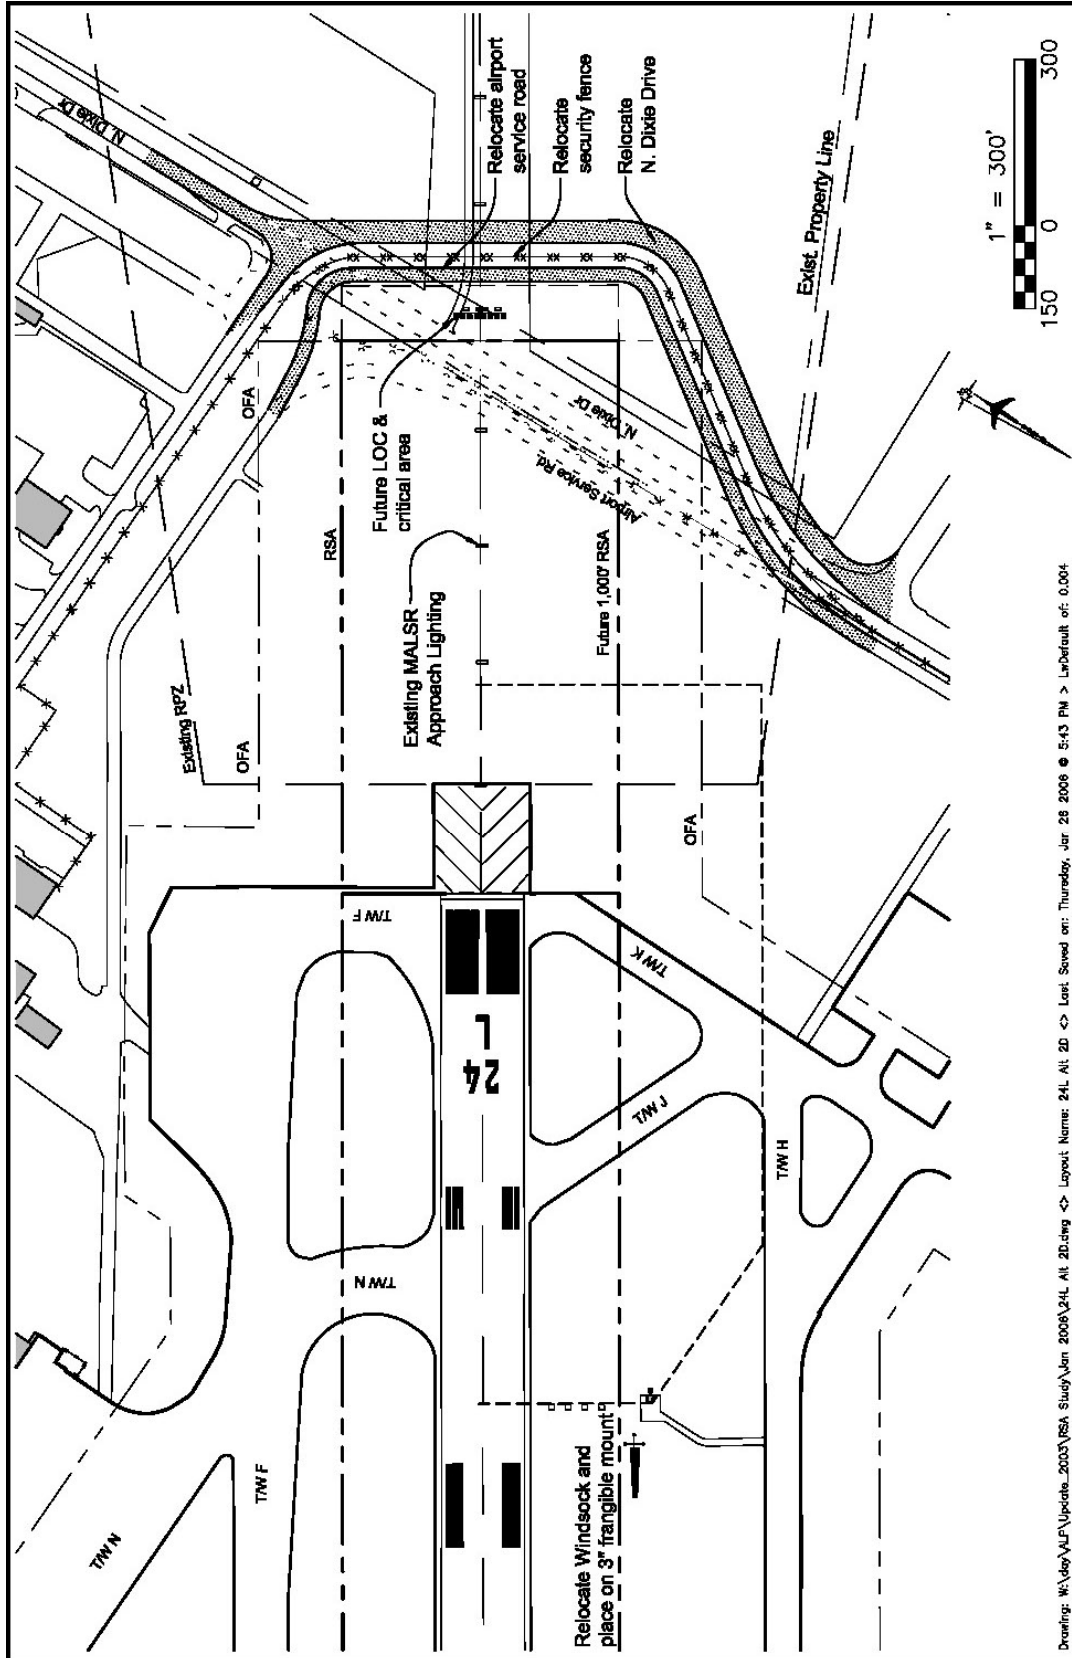 N. Dixie Dr
Relocate airport
service road
Relocate
security fence
Relocate
N. Dixie Drive
Exist. Property Line
1" = 300'
150 0 300
OFA
RSA
Future LOC &
critical area
N. Dixie Dr
Airport Service Rd.
Existing MALSR
Approach Lighting
Future 1,000' RSA
Existing RPZ
OFA
OFA
T/W F
T/W K
24
L
T/W J
T/W H
T/W N
T/W F
T/W N
Relocate Windsock and
place on 3" frangible mount
Drawing: W:\day\ALP\Update_2003\RSA Study\Jan 2006\24L Alt 2D.dwg <> Layout Name: 24L Alt 2D <> Last Saved on: Thursday, Jan 26 2006 @ 5:43 PM > LwDefault of: 0.004